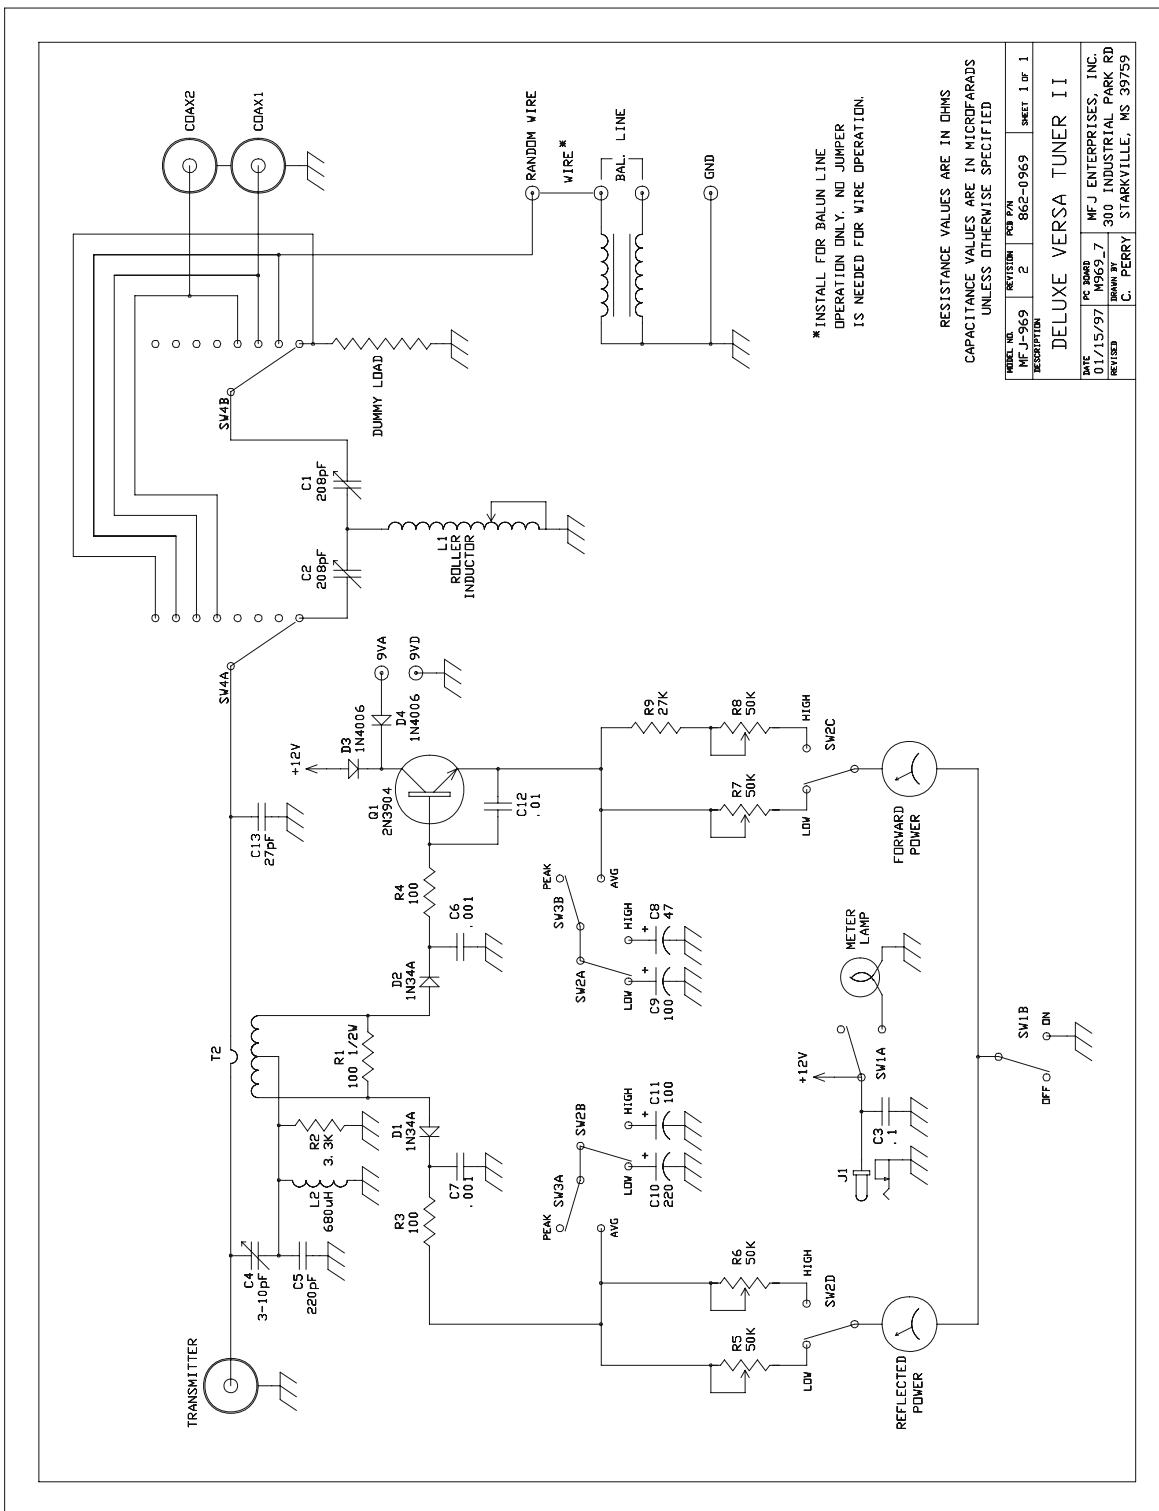 TRANSMITTER
C4
3-10pF
C5
220pF
L2
680uH
R2
3.3K
T2
R1
100 1/2W
D1
1N34A
C7
.001
R3
100
D2
1N34A
C6
.001
R4
100
C13
27pF
Q1
2N3904
+12V
D3
1N4006
D4
1N4006
9VA
9VD
C12
.01
SW4A
C2
208pF
C1
208pF
L1
ROLLER
INDUCTOR
SW4B
DUMMY LOAD
COAX2
COAX1
RANDOM WIRE
WIRE*
BAL. LINE
GND
PEAK
SW3A
AVG
SW2B
LOW
HIGH
C10
220
+
C11
100
+
SW2A
SW3B
PEAK
AVG
LOW
HIGH
C9
100
+
C8
47
+
R5
50K
R6
50K
LOW
HIGH
SW2D
REFLECTED
POWER
R7
50K
R9
27K
R8
50K
LOW
HIGH
SW2C
FORWARD
POWER
J1
C3
.1
+12V
SW1A
METER
LAMP
SW1B
OFF
ON
*INSTALL FOR BALUN LINE
OPERATION ONLY. NO JUMPER
IS NEEDED FOR WIRE OPERATION.
RESISTANCE VALUES ARE IN OHMS
CAPACITANCE VALUES ARE IN MICROFARADS
UNLESS OTHERWISE SPECIFIED
MODEL NO. REVISION PCB P/N SHEET 1 OF 1
MFJ-969 2 862-0969
DESCRIPTION
DELUXE VERSA TUNER II
DATE PC BOARD MFJ ENTERPRISES, INC.
01/15/97 M969_7 300 INDUSTRIAL PARK RD
REVISED DRAWN BY STARKVILLE, MS 39759
C. PERRY